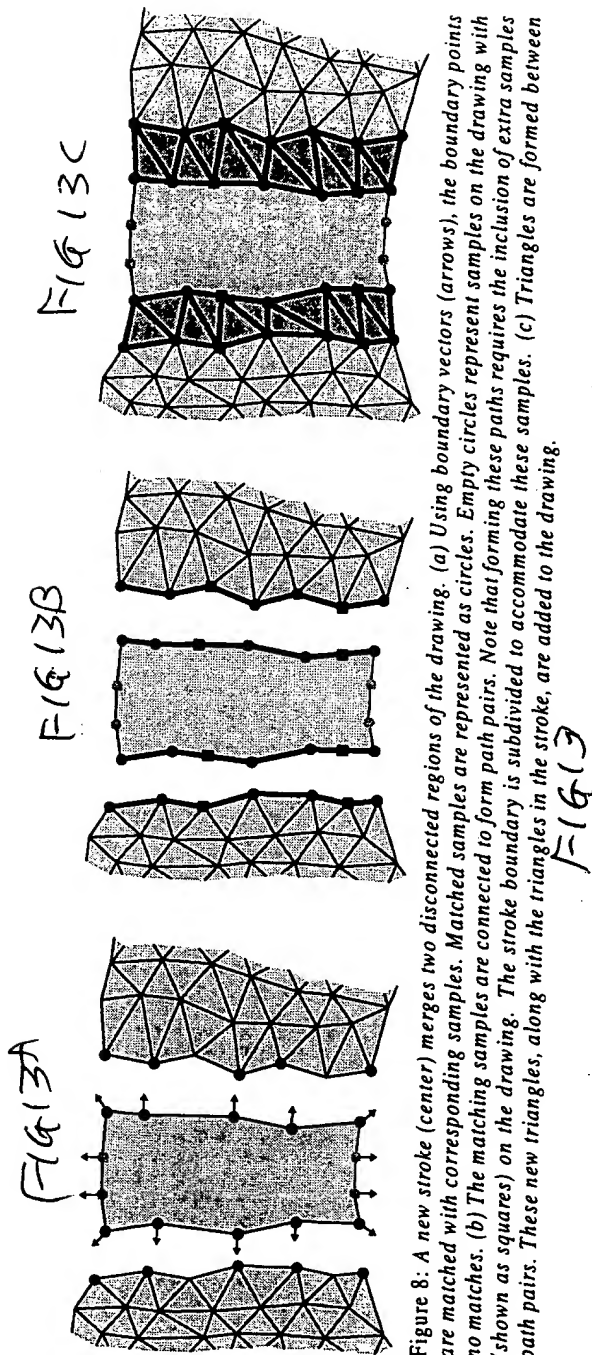 FIG 13A
FIG 13B
FIG 13C
Figure 8: A new stroke (center) merges two disconnected regions of the drawing. (a) Using boundary vectors (arrows), the boundary points
are matched with corresponding samples. Matched samples are represented as circles. Empty circles represent samples on the drawing with
no matches. (b) The matching samples are connected to form path pairs. Note that forming these paths requires the inclusion of extra samples
(shown as squares) on the drawing. The stroke boundary is subdivided to accommodate these samples. (c) Triangles are formed between
path pairs. These new triangles, along with the triangles in the stroke, are added to the drawing.
FIG 13